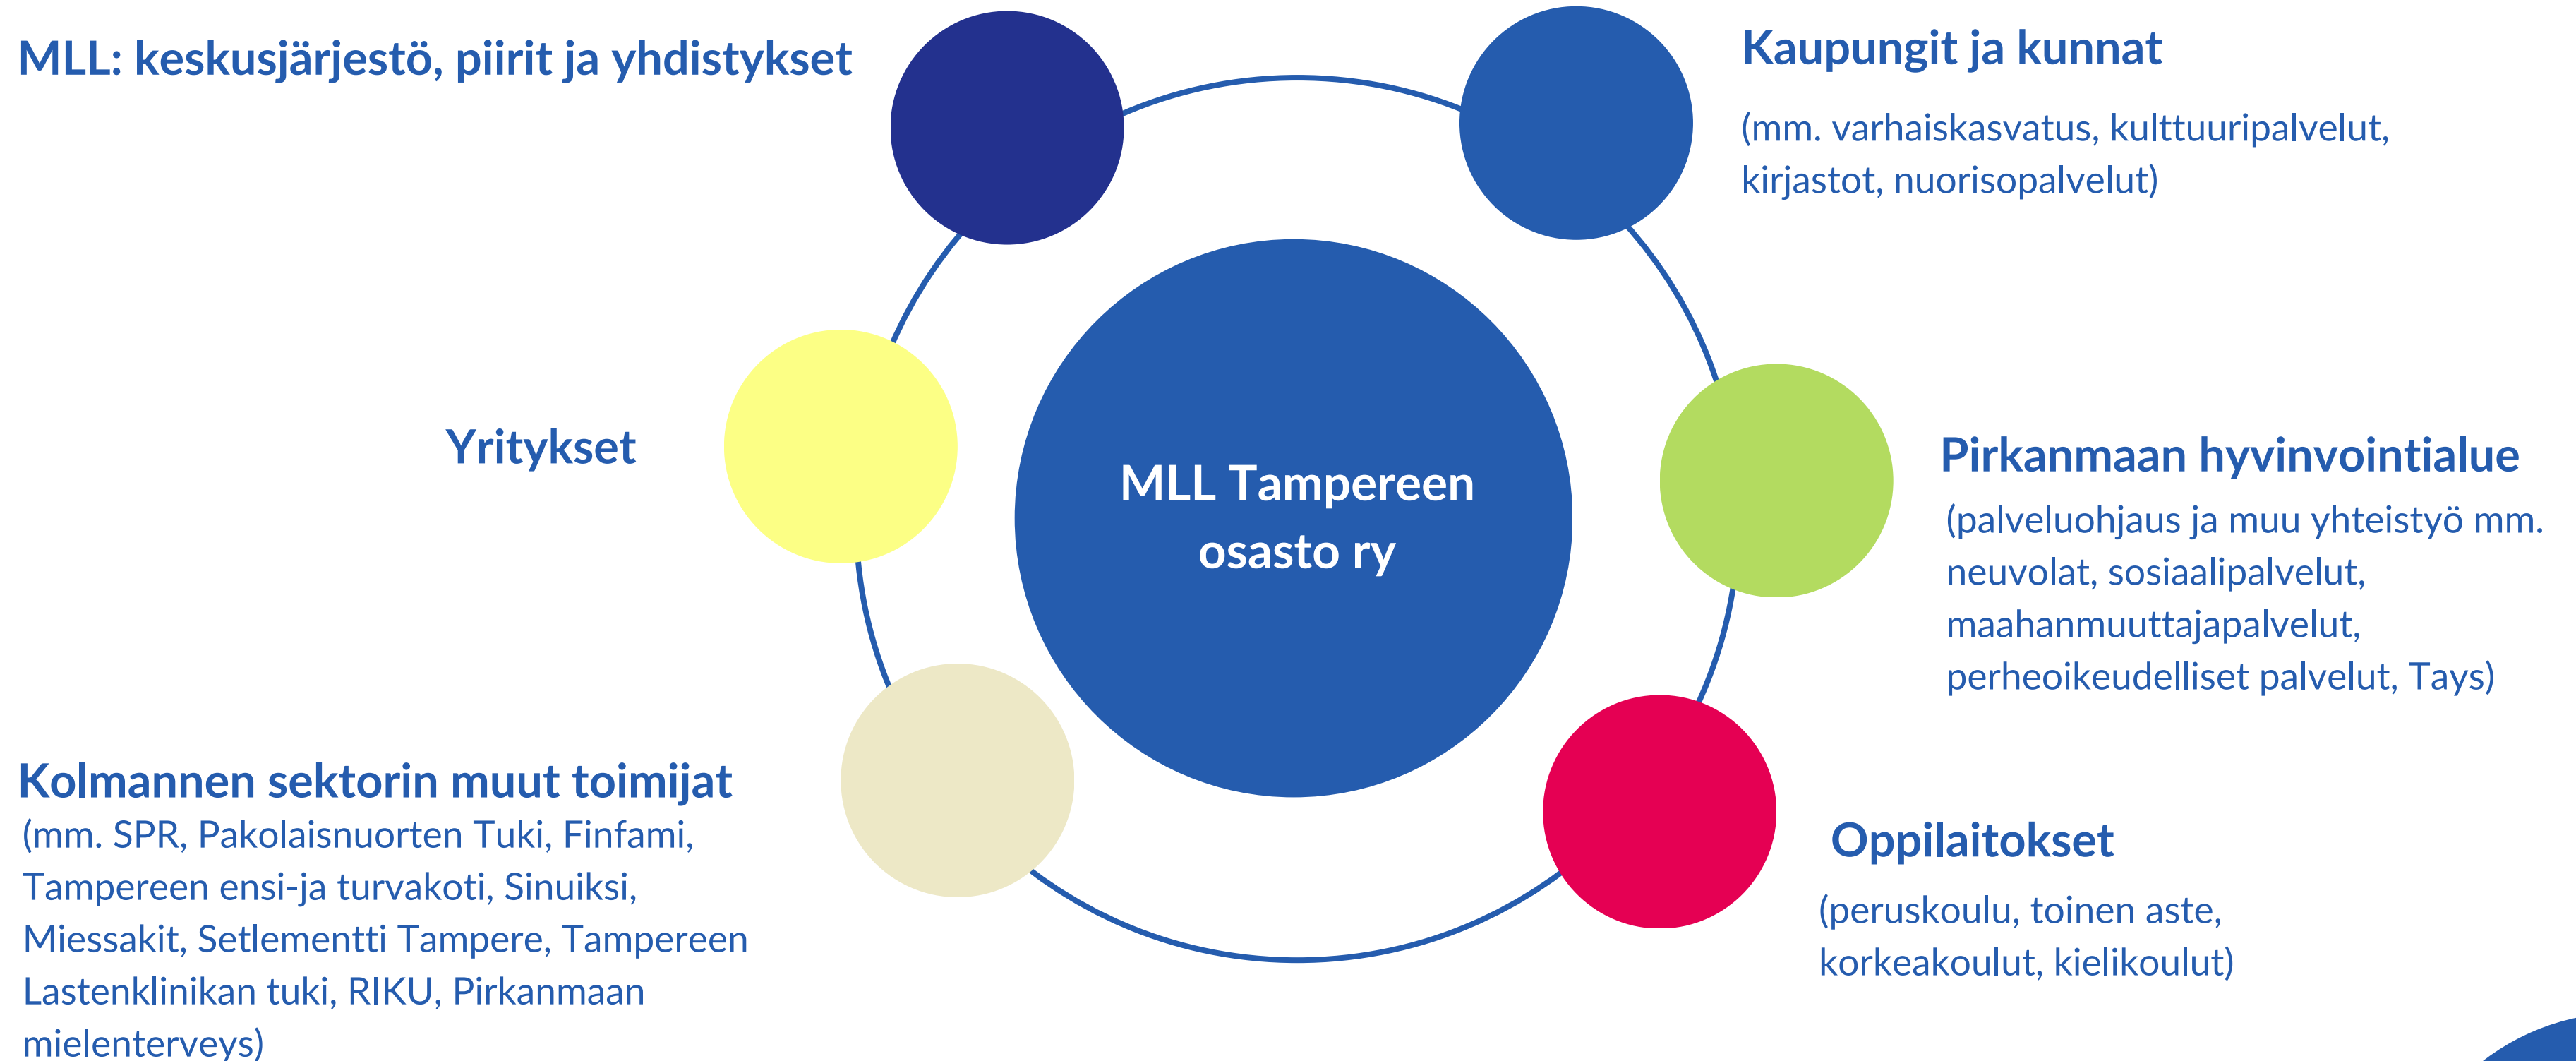 MLL: keskusjärjestö, piirit ja yhdistykset
Kaupungit ja kunnat
(mm. varhaiskasvatus, kulttuuripalvelut,
kirjastot, nuorisopalvelut)
Yritykset
MLL Tampereen
osasto ry
Pirkanmaan hyvinvointialue
(palveluohjaus ja muu yhteistyö mm.
neuvolat, sosiaalipalvelut,
maahanmuuttajapalvelut,
perheoikeudelliset palvelut, Tays)
Kolmannen sektorin muut toimijat
(mm. SPR, Pakolaisnuorten Tuki, Finfami,
Tampereen ensi-ja turvakoti, Sinuiksi,
Miessakit, Setlementti Tampere, Tampereen
Lastenklinikan tuki, RIKU, Pirkanmaan
mielenterveys)
Oppilaitokset
(peruskoulu, toinen aste,
korkeakoulut, kielikoulut)